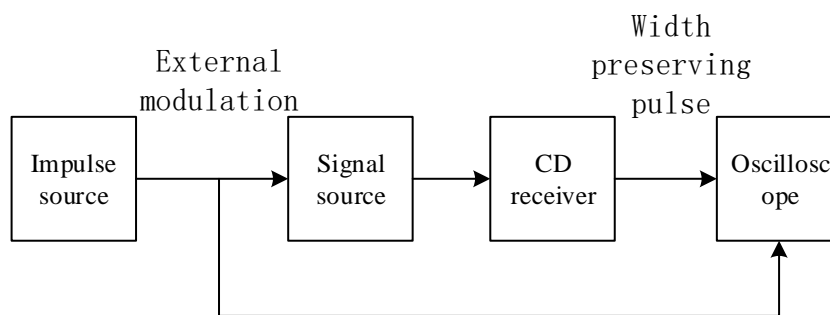 External
modulation
Width
preserving
pulse
Impulse
source
Signal
source
CD
receiver
Oscillosc
ope